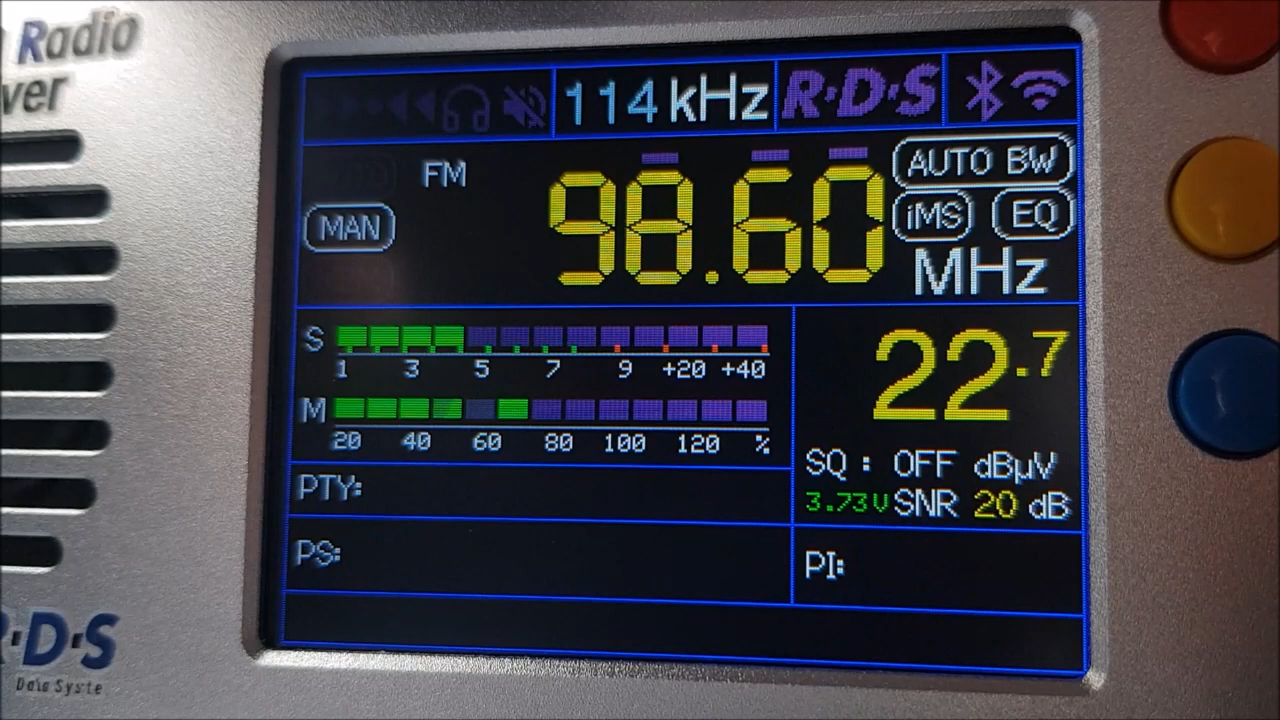 Radio
ver
114 kHz R·D·S
FM 98.60 AUTO BW
MAN iMS EQ
MHz
S
1 3 5 7 9 +20 +40
22.7
M
20 40 60 80 100 120 %
SQ : OFF dBµV
3.73V SNR 20 dB
PTY:
PS:
PI:
R·D·S
Data Syste